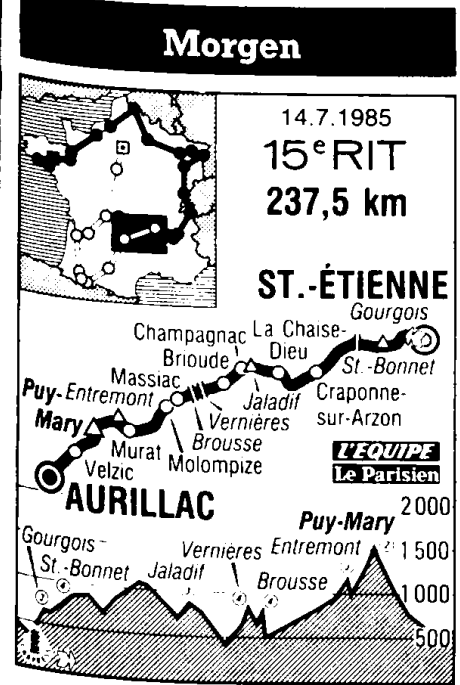 Morgen
14.7.1985
15e RIT
237,5 km
ST.-ÉTIENNE
Gourgois
Champagnac La Chaise-
Brioude Dieu
St.-Bonnet
Massiac Jaladif Craponne-
Puy- Entremont Vernières sur-Arzon
Mary Brousse
Murat Molompize
Velzic
L'EQUIPE
Le Parisien
AURILLAC
2000
Puy-Mary
Gourgois Vernières Entremont 1500
St.-Bonnet Jaladif Brousse
1000
500